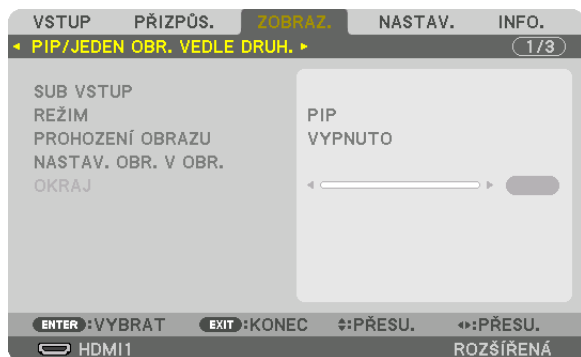 VSTUP PŘIZPŮS. ZOBRAZ. NASTAV. INFO.
PIP/JEDEN OBR. VEDLE DRUH. 1/3
SUB VSTUP
REŽIM PIP
PROHOZENÍ OBRAZU VYPNUTO
NASTAV. OBR. V OBR.
OKRAJ
ENTER:VYBRAT EXIT:KONEC :PŘESU. :PŘESU.
HDMI1 ROZŠÍŘENÁ